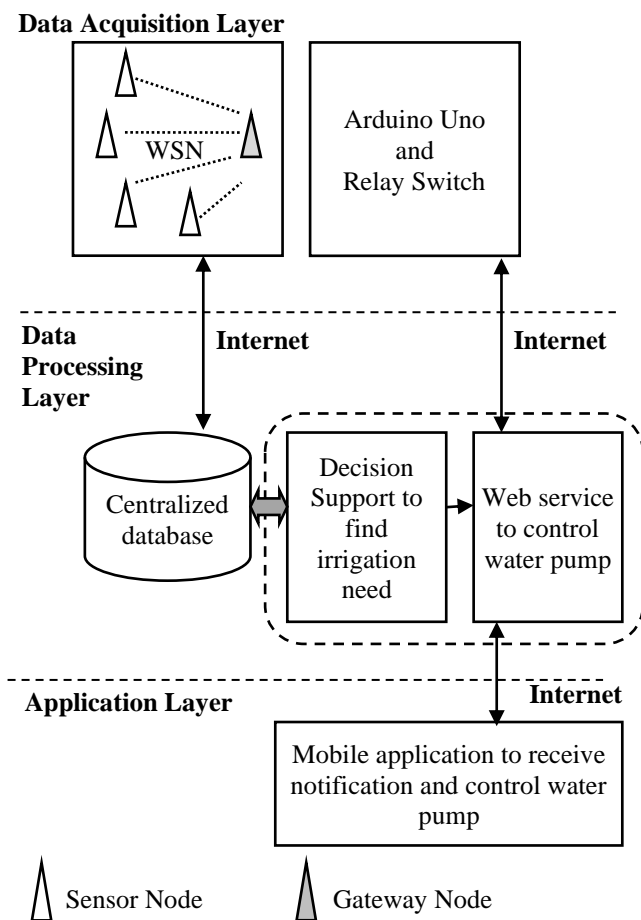 Data Acquisition Layer
WSN
Arduino Uno
and
Relay Switch
Internet
Internet
Data
Processing
Layer
Centralized
database
Decision
Support to
find
irrigation
need
Web service
to control
water pump
Internet
Application Layer
Mobile application to receive
notification and control water
pump
Sensor Node
Gateway Node